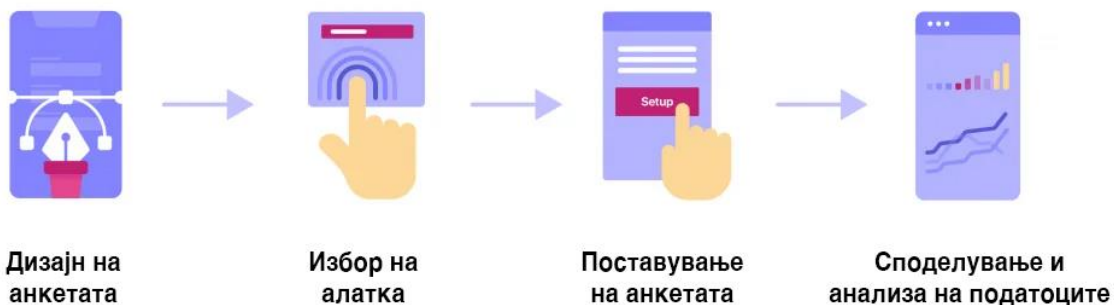 Setup
Дизајн на
анкетата
Избор на
алатка
Поставување
на анкетата
Споделување и
анализа на податоците